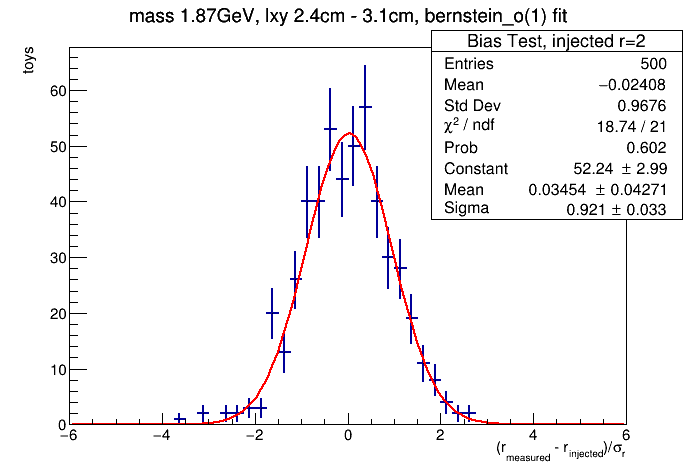 mass 1.87GeV, lxy 2.4cm - 3.1cm, bernstein_o(1) fit
toys
Bias Test, injected r=2
Entries 500
Mean −0.02408
Std Dev 0.9676
χ² / ndf 18.74 / 21
Prob 0.602
Constant 52.24 ± 2.99
Mean 0.03454 ± 0.04271
Sigma 0.921 ± 0.033
60
50
40
30
20
10
0
−6 −4 −2 0 2 4 6
(r_measured - r_injected)/σ_r